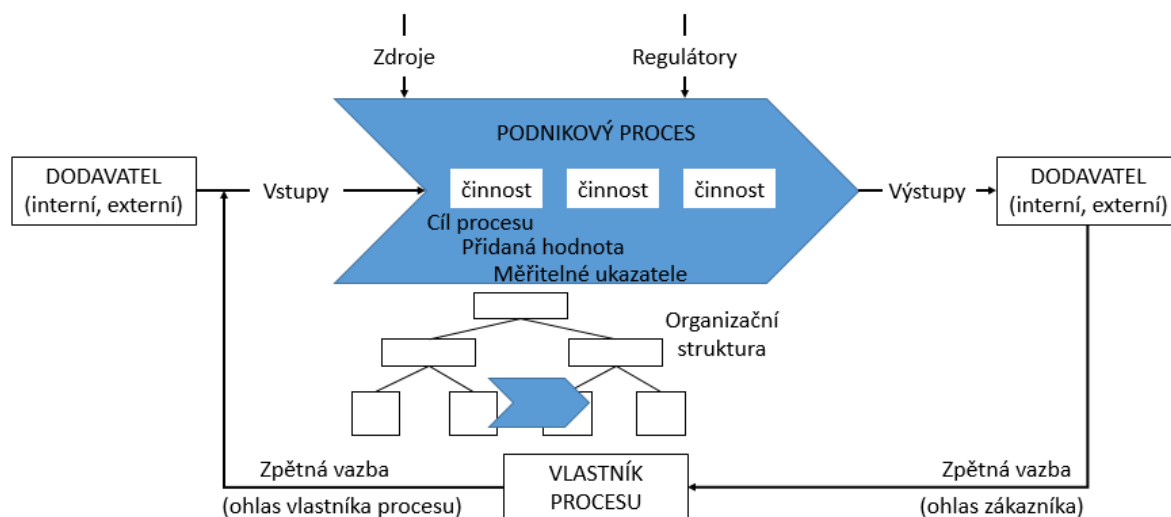 Zdroje
Regulátory
PODNIKOVÝ PROCES
DODAVATEL
(interní, externí)
Vstupy
činnost
činnost
činnost
Výstupy
DODAVATEL
(interní, externí)
Cíl procesu
Přidaná hodnota
Měřitelné ukazatele
Organizační
struktura
Zpětná vazba
(ohlas vlastníka procesu)
VLASTNÍK
PROCESU
Zpětná vazba
(ohlas zákazníka)